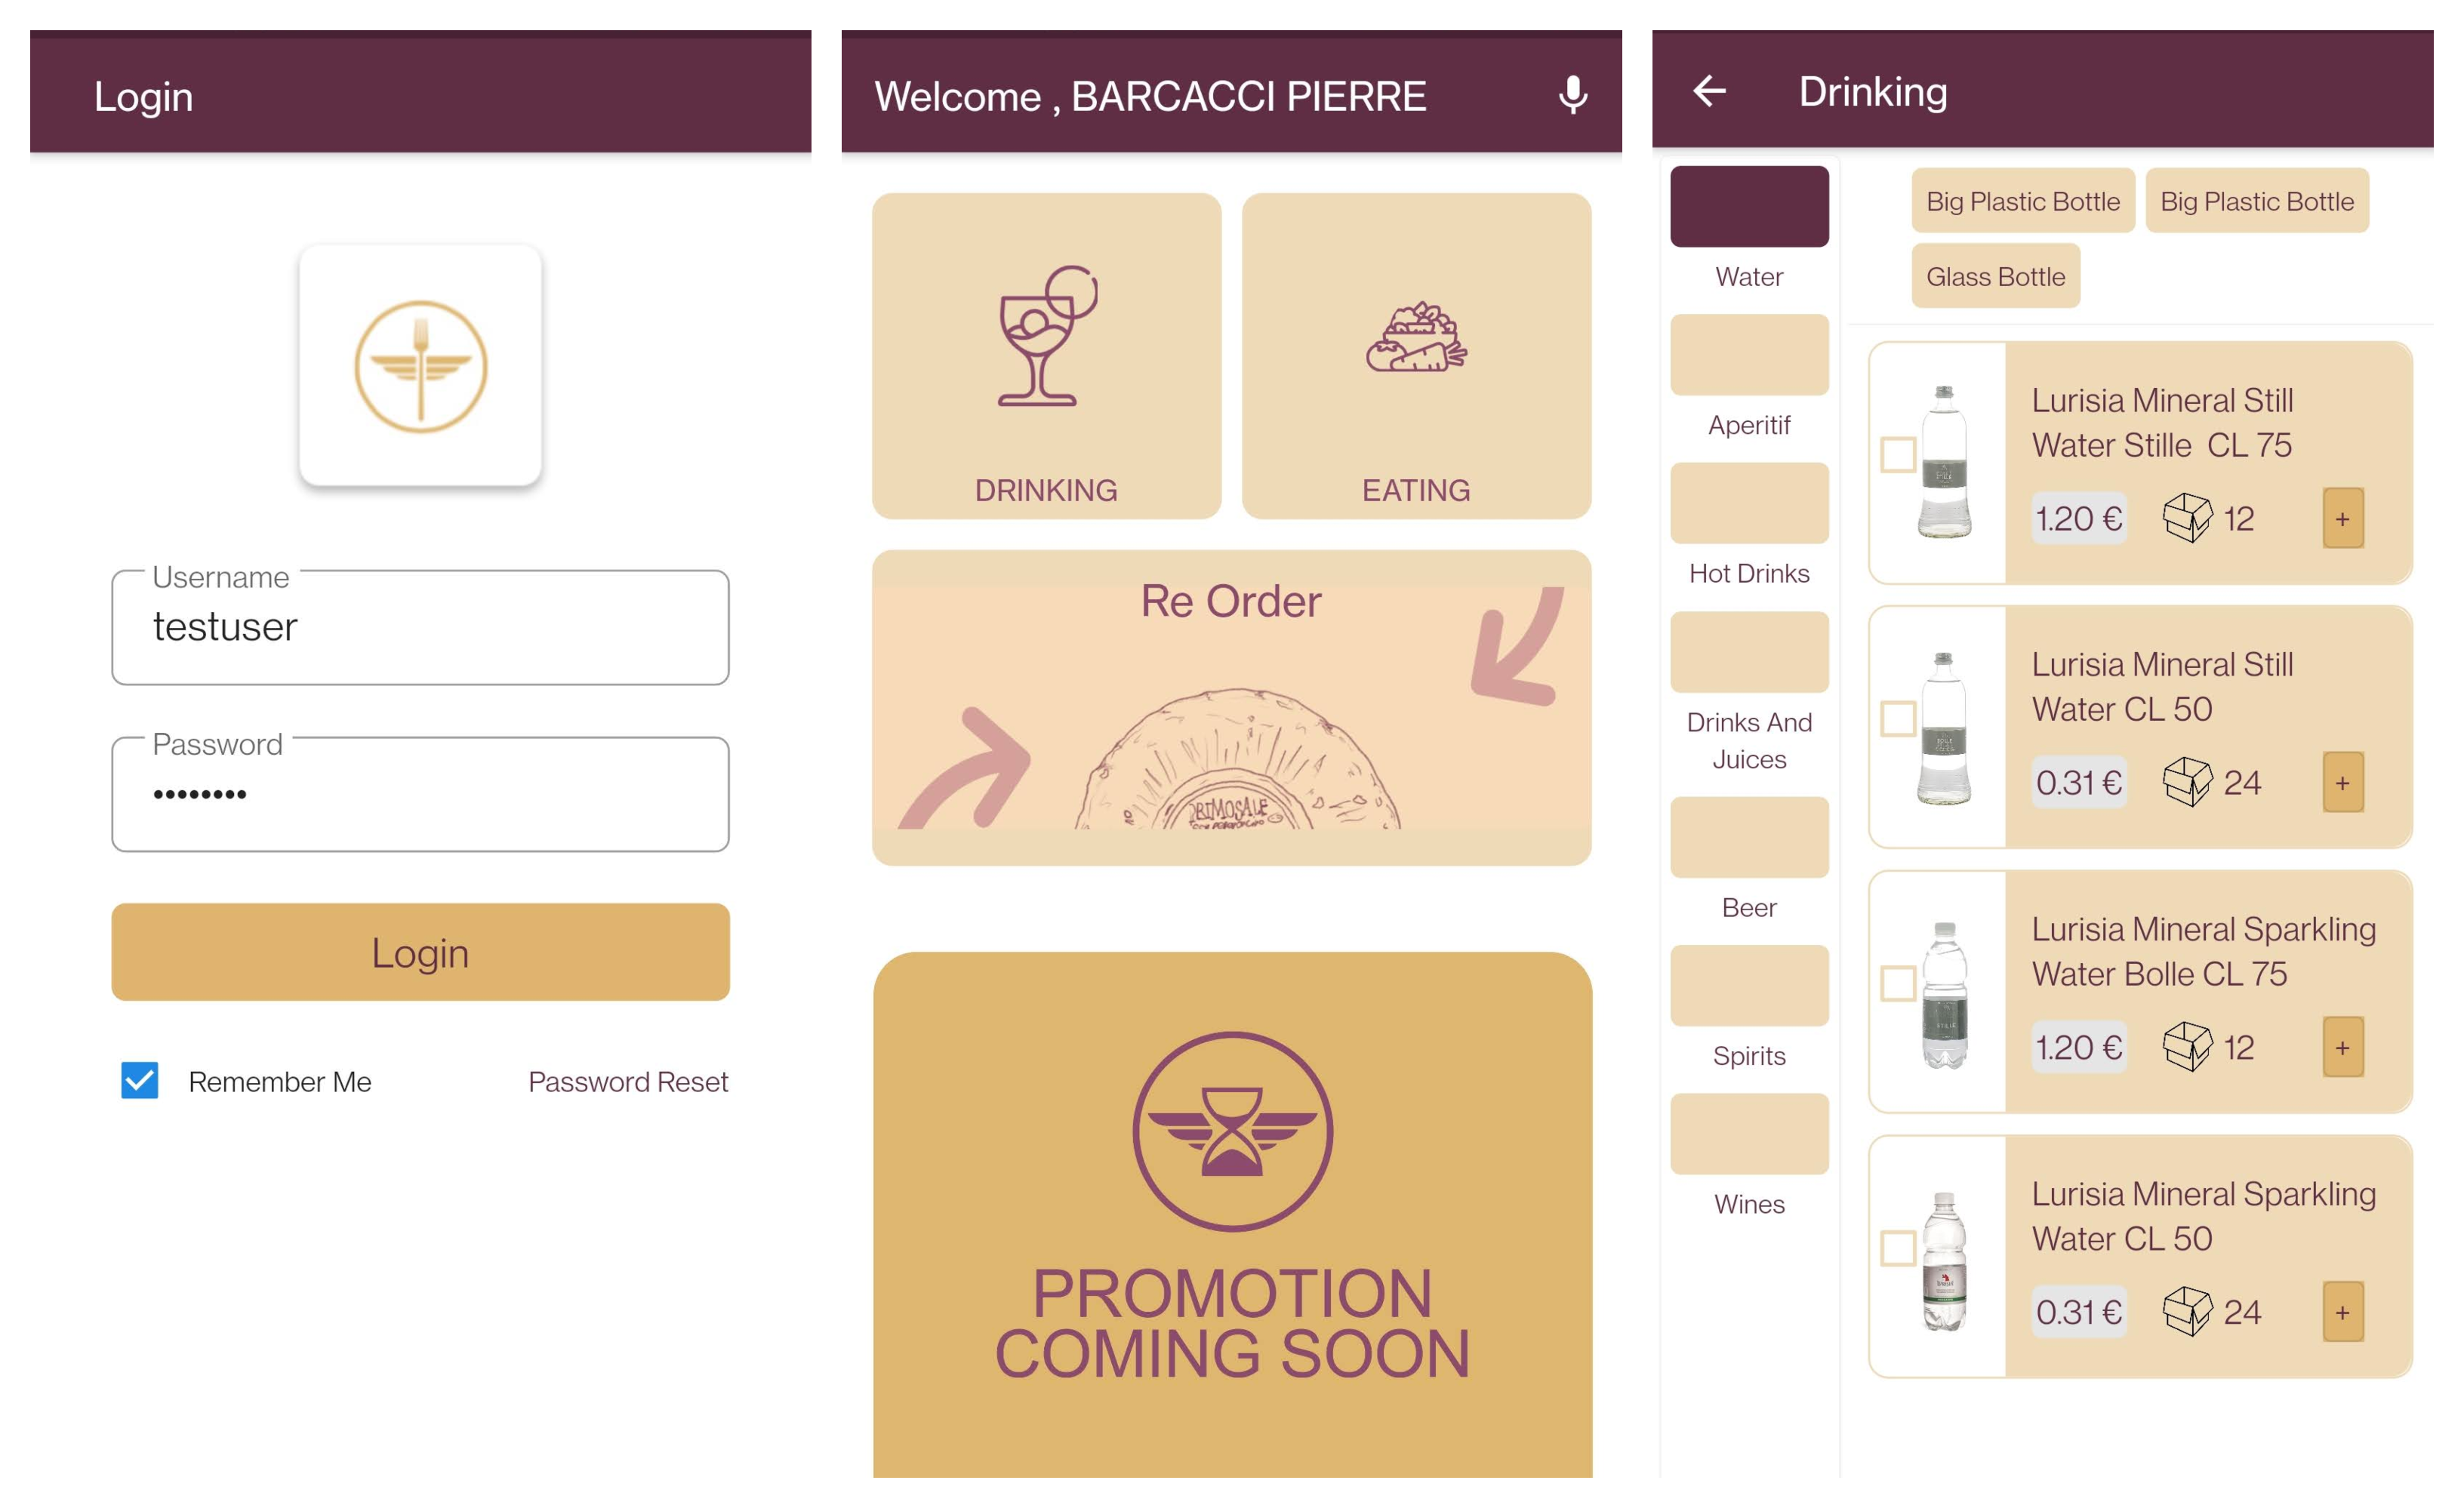 Login
Username
testuser
Password
••••••••
Login
Remember Me
Password Reset
Welcome , BARCACCI PIERRE
DRINKING
EATING
Re Order
PRIMOSALE
PROMOTION
COMING SOON
Drinking
Water
Aperitif
Hot Drinks
Drinks And
Juices
Beer
Spirits
Wines
Big Plastic Bottle
Big Plastic Bottle
Glass Bottle
Lurisia Mineral Still
Water Stille CL 75
1.20 €
12
+
Lurisia Mineral Still
Water CL 50
0.31 €
24
+
Lurisia Mineral Sparkling
Water Bolle CL 75
STILLE
1.20 €
12
+
Lurisia Mineral Sparkling
Water CL 50
0.31 €
24
+